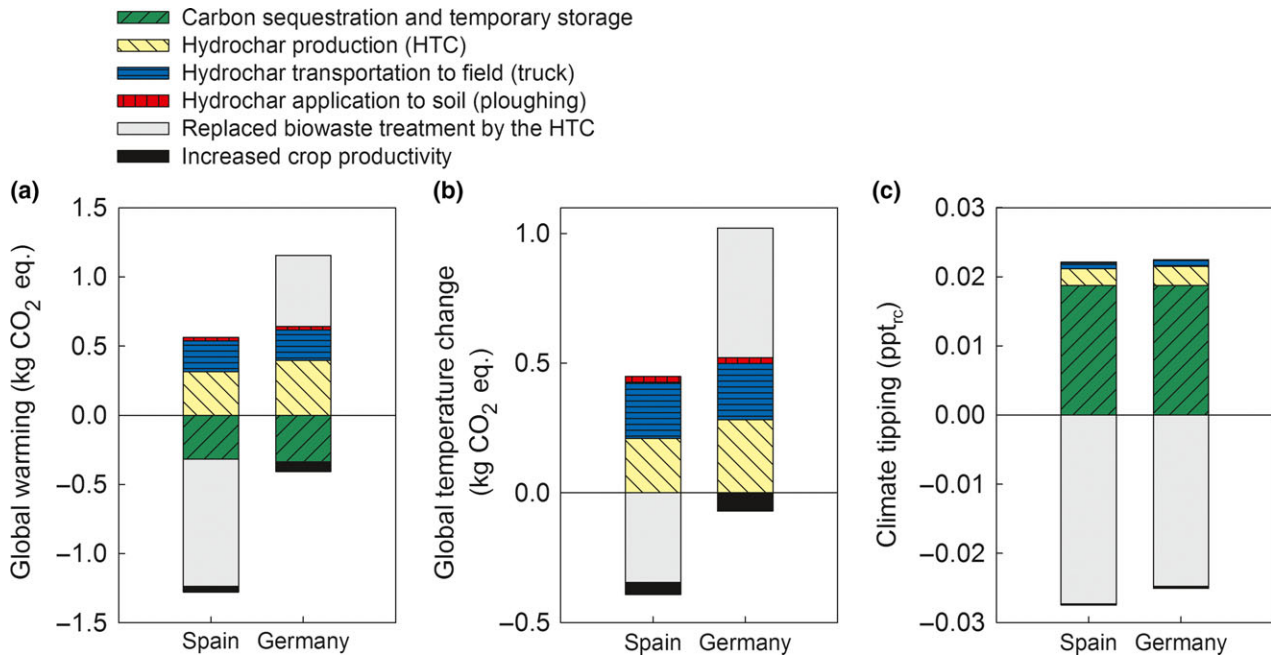 Carbon sequestration and temporary storage
Hydrochar production (HTC)
Hydrochar transportation to field (truck)
Hydrochar application to soil (ploughing)
Replaced biowaste treatment by the HTC
Increased crop productivity
(a)
Global warming (kg CO2 eq.)
1.5
1.0
0.5
0.0
–0.5
–1.0
–1.5
Spain Germany
(b)
Global temperature change
(kg CO2 eq.)
1.0
0.5
0.0
–0.5
Spain Germany
(c)
Climate tipping (pptrc)
0.03
0.02
0.01
0.00
–0.01
–0.02
–0.03
Spain Germany